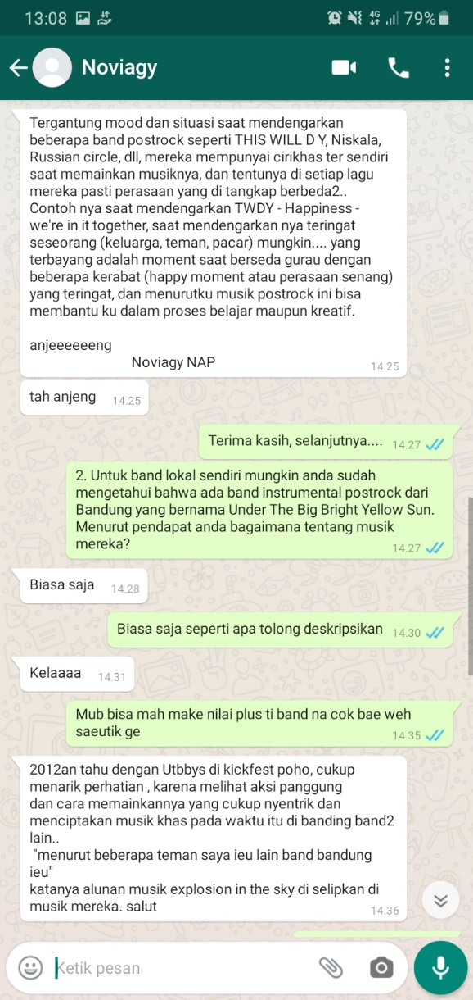 13:08
4G
79%
Noviagy
Tergantung mood dan situasi saat mendengarkan
beberapa band postrock seperti THIS WILL D Y, Niskala,
Russian circle, dll, mereka mempunyai cirikhas ter sendiri
saat memainkan musiknya, dan tentunya di setiap lagu
mereka pasti perasaan yang di tangkap berbeda2..
Contoh nya saat mendengarkan TWDY - Happiness -
we're in it together, saat mendengarkan nya teringat
seseorang (keluarga, teman, pacar) mungkin.... yang
terbayang adalah moment saat berseda gurau dengan
beberapa kerabat (happy moment atau perasaan senang)
yang teringat, dan menurutku musik postrock ini bisa
membantu ku dalam proses belajar maupun kreatif.
anjeeeeeeng
Noviagy NAP
14.25
tah anjeng 14.25
Terima kasih, selanjutnya.... 14.27
2. Untuk band lokal sendiri mungkin anda sudah
mengetahui bahwa ada band instrumental postrock dari
Bandung yang bernama Under The Big Bright Yellow Sun.
Menurut pendapat anda bagaimana tentang musik
mereka? 14.27
Biasa saja 14.28
Biasa saja seperti apa tolong deskripsikan 14.30
Kelaaaa 14.31
Mub bisa mah make nilai plus ti band na cok bae weh
saeutik ge 14.35
2012an tahu dengan Utbbys di kickfest poho, cukup
menarik perhatian , karena melihat aksi panggung
dan cara memainkannya yang cukup nyentrik dan
menciptakan musik khas pada waktu itu di banding band2
lain..
"menurut beberapa teman saya ieu lain band bandung
ieu"
katanya alunan musik explosion in the sky di selipkan di
musik mereka. salut 14.36
Ketik pesan